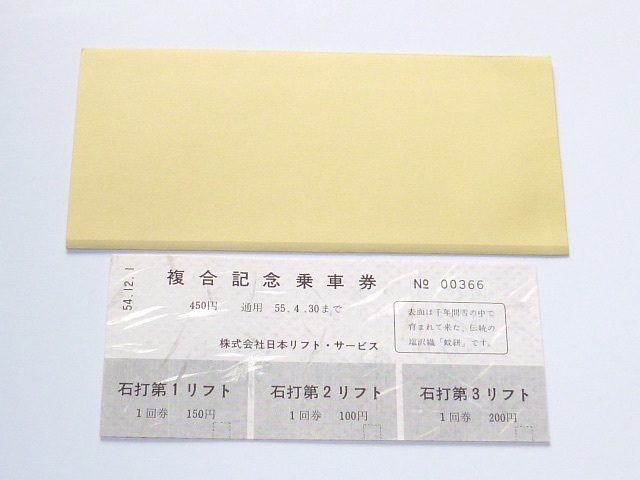 54.12.1
複合記念乗車券
№ 00366
450円 通用 55.4.30まで
株式会社日本リフト・サービス
表面は千年間雪の中で
育まれて来た、伝統の
塩沢織「蚊絣」です。
石打第1リフト
1回券 150円
石打第2リフト
1回券 100円
石打第3リフト
1回券 200円